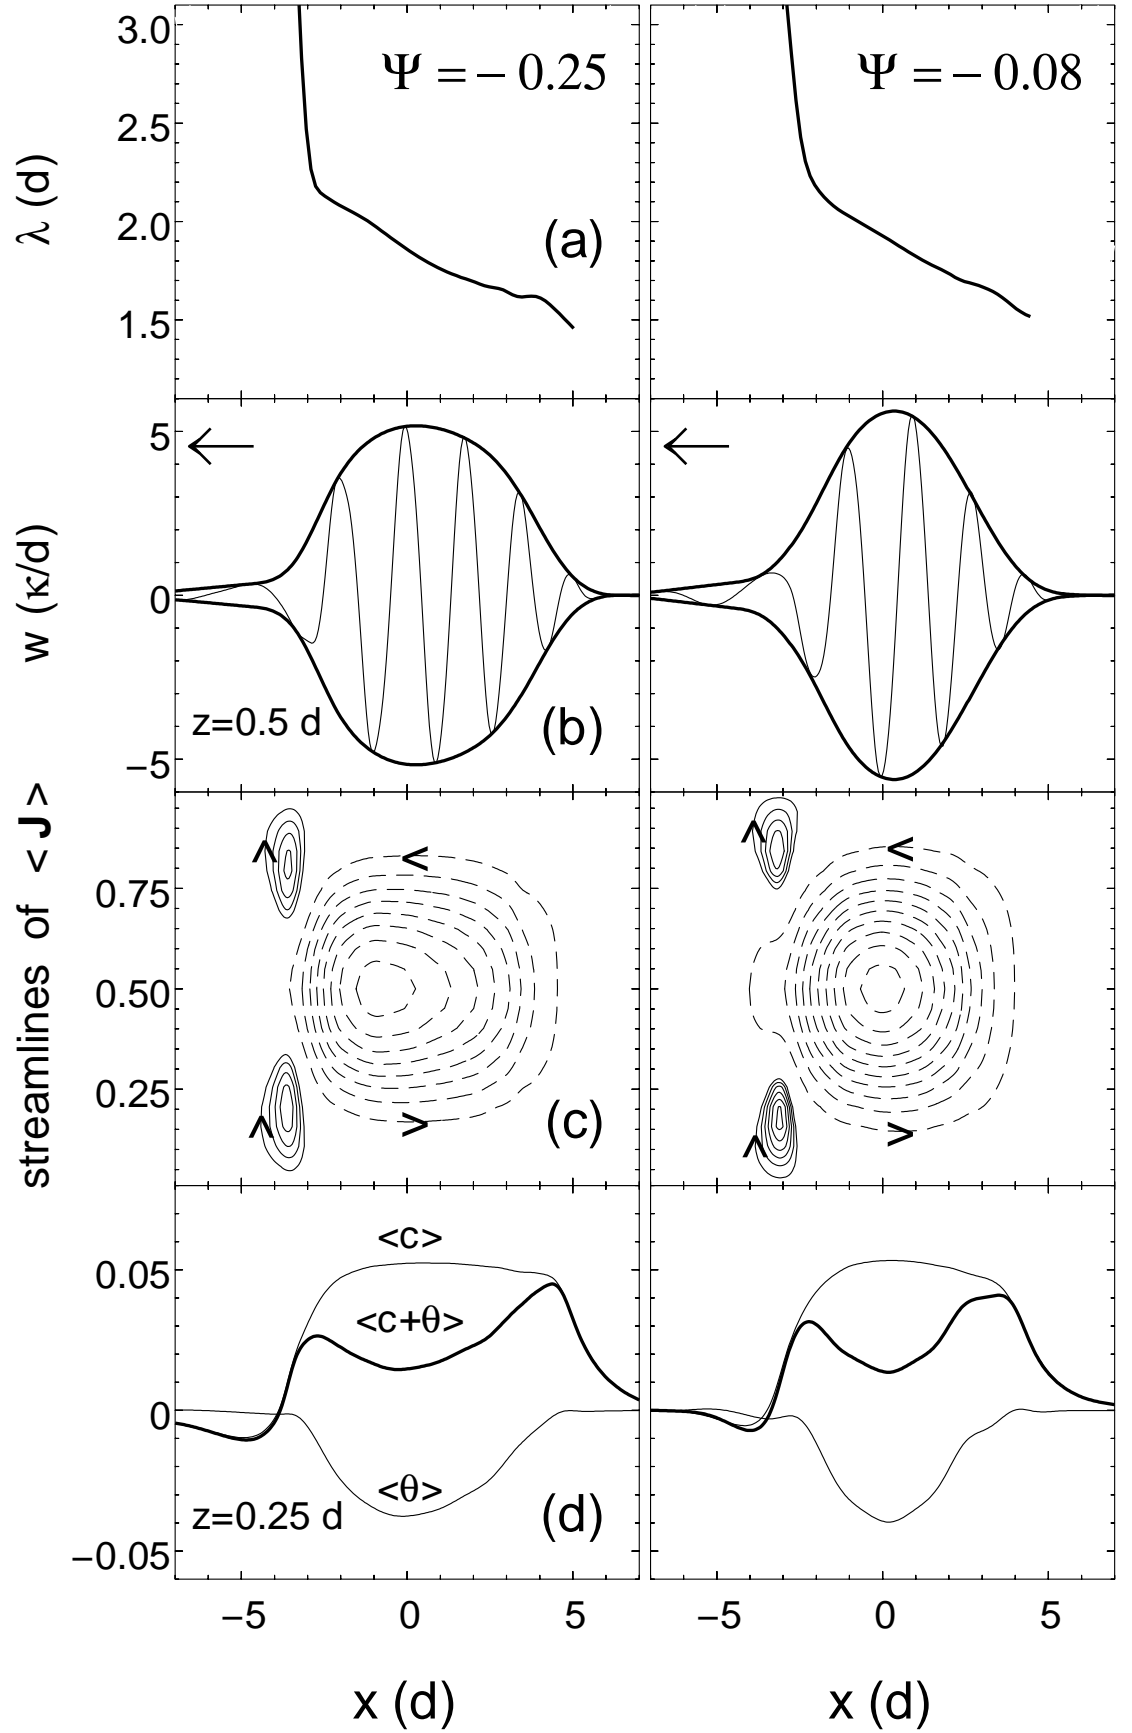 3.0
2.5
2.0
1.5
λ (d)
Ψ = − 0.25
Ψ = − 0.08
(a)
5
0
−5
w (κ/d)
z=0.5 d
(b)
0.75
0.50
0.25
streamlines of < J >
<
>
<
>
(c)
0.05
0
−0.05
<c>
<c+θ>
<θ>
z=0.25 d
(d)
−5 0 5
−5 0 5
x (d)
x (d)